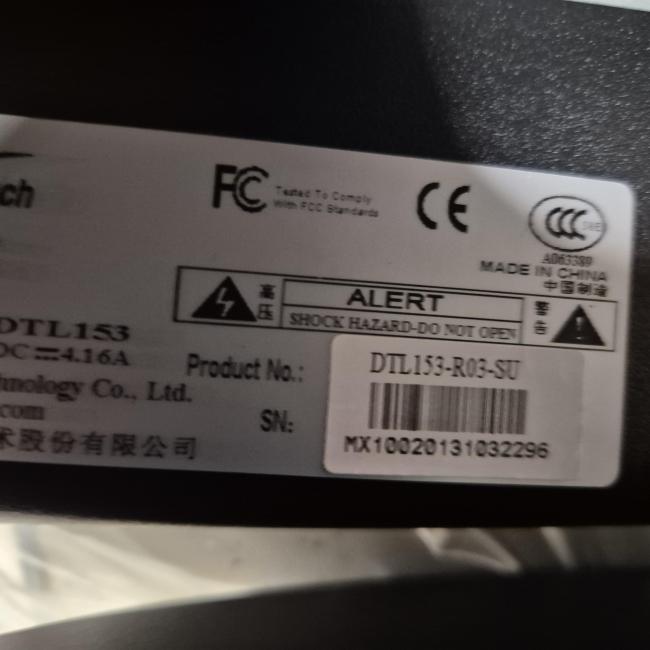 ch
FC
Tested To Comply
With FCC Standards
CE
CCC S&E
A063389
MADE IN CHINA
中国制造
高压
ALERT
SHOCK HAZARD-DO NOT OPEN
警告
DTL153
DC 4.16A
Product No.:
DTL153-R03-SU
hnology Co., Ltd.
.com
SN:
MX10020131032296
术股份有限公司